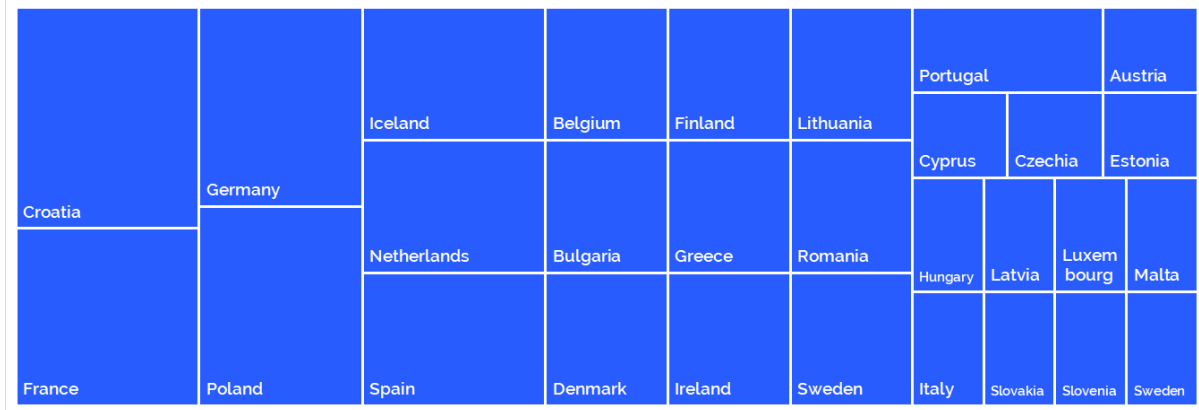 Croatia
France
Germany
Poland
Iceland
Netherlands
Spain
Belgium
Bulgaria
Denmark
Finland
Greece
Ireland
Lithuania
Romania
Sweden
Portugal
Austria
Cyprus
Czechia
Estonia
Hungary
Latvia
Luxem
bourg
Malta
Italy
Slovakia
Slovenia
Sweden